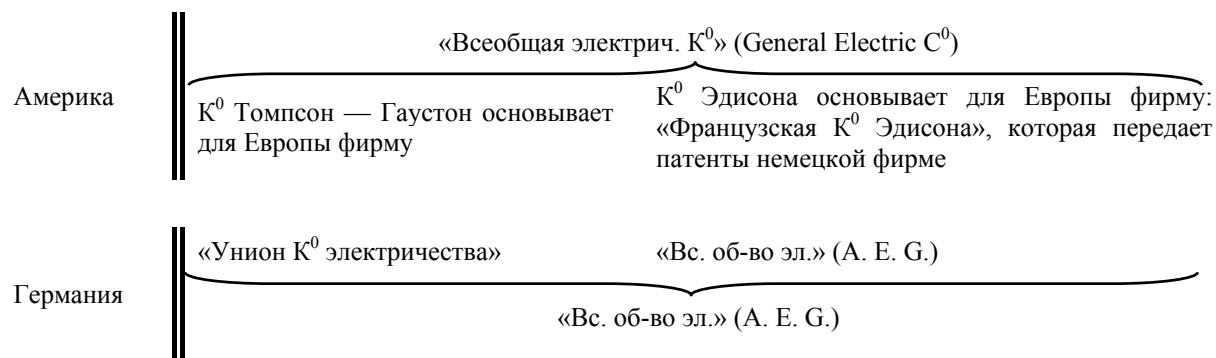 «Всеобщая электрич. К⁰» (General Electric C⁰)
Америка
К⁰ Томпсон — Гаустон основывает
для Европы фирму
К⁰ Эдисона основывает для Европы фирму:
«Французская К⁰ Эдисона», которая передает
патенты немецкой фирме
Германия
«Унион К⁰ электричества»
«Вс. об-во эл.» (A. E. G.)
«Вс. об-во эл.» (A. E. G.)